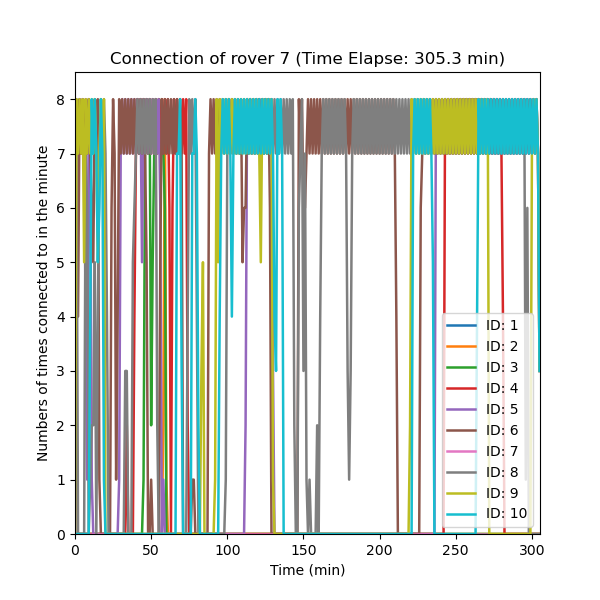 Connection of rover 7 (Time Elapse: 305.3 min)
Numbers of times connected to in the minute
8
7
6
5
4
3
2
1
0
ID: 1
ID: 2
ID: 3
ID: 4
ID: 5
ID: 6
ID: 7
ID: 8
ID: 9
ID: 10
0 50 100 150 200 250 300
Time (min)